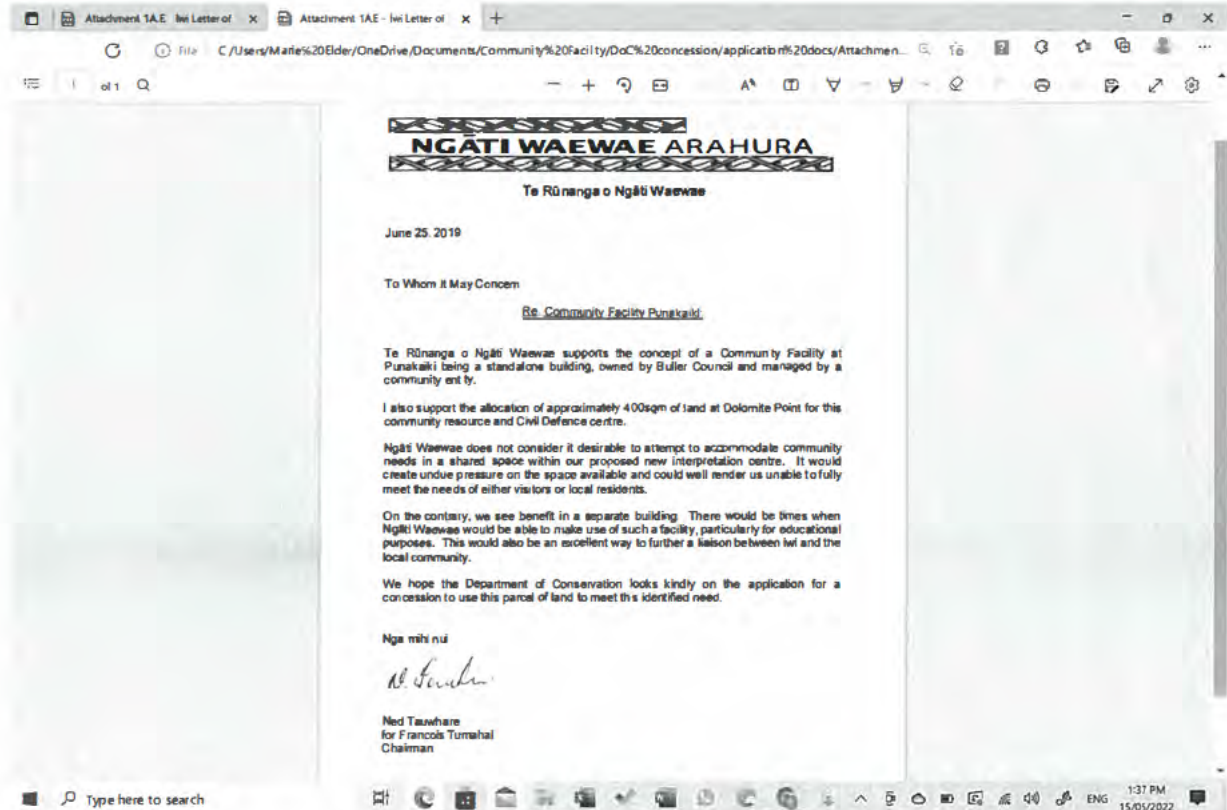 Attachment 1A.E Iwi Letter of
Attachment 1A.E - Iwi Letter of
File C:/Users/Marie%20Elder/OneDrive/Documents/Community%20Facilty/DoC%20concession/application%20docs/Attachmen...
1 of 1
NGĀTI WAEWAE ARAHURA
Te Rūnanga o Ngāti Waewae
June 25. 2019
To Whom it May Concern
Re Community Facility Punakaiki
Te Rūnanga o Ngāti Waewae supports the concept of a Community Facility at
Punakaiki being a standalone building, owned by Buller Council and managed by a
community entity.
I also support the allocation of approximately 400sqm of land at Dolomite Point for this
community resource and Civil Defence centre.
Ngāti Waewae does not consider it desirable to attempt to accommodate community
needs in a shared space within our proposed new interpretation centre. It would
create undue pressure on the space available and could well render us unable to fully
meet the needs of either visitors or local residents.
On the contrary, we see benefit in a separate building There would be times when
Ngāti Waewae would be able to make use of such a facility, particularly for educational
purposes. This would also be an excellent way to further a liaison between Iwi and the
local community.
We hope the Department of Conservation looks kindly on the application for a
concession to use this parcel of land to meet this identified need.
Nga mihi nui
Ned Tauwhare
for Francois Tumahai
Chairman
Type here to search
ENG
1:37 PM
15/05/2022